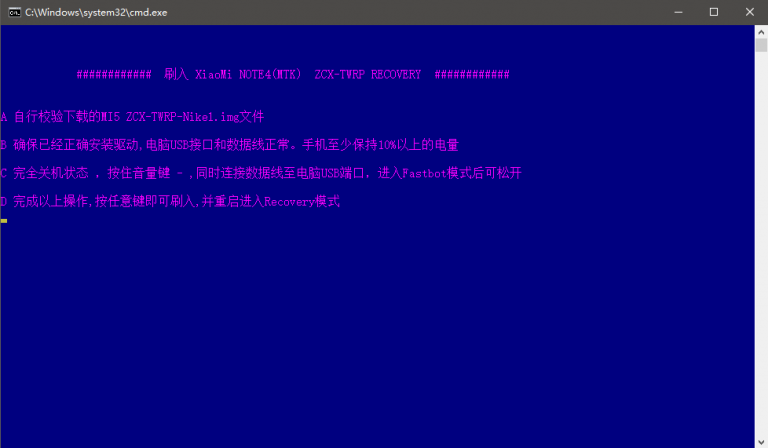 C:\Windows\system32\cmd.exe
############ 刷入 XiaoMi NOTE4(MTK) ZCX-TWRP RECOVERY ############
A 自行校验下载的MI5 ZCX-TWRP-Nikel.img文件
B 确保已经正确安装驱动,电脑USB接口和数据线正常。手机至少保持10%以上的电量
C 完全关机状态 , 按住音量键 - ,同时连接数据线至电脑USB端口, 进入Fastbot模式后可松开
D 完成以上操作,按任意键即可刷入,并重启进入Recovery模式